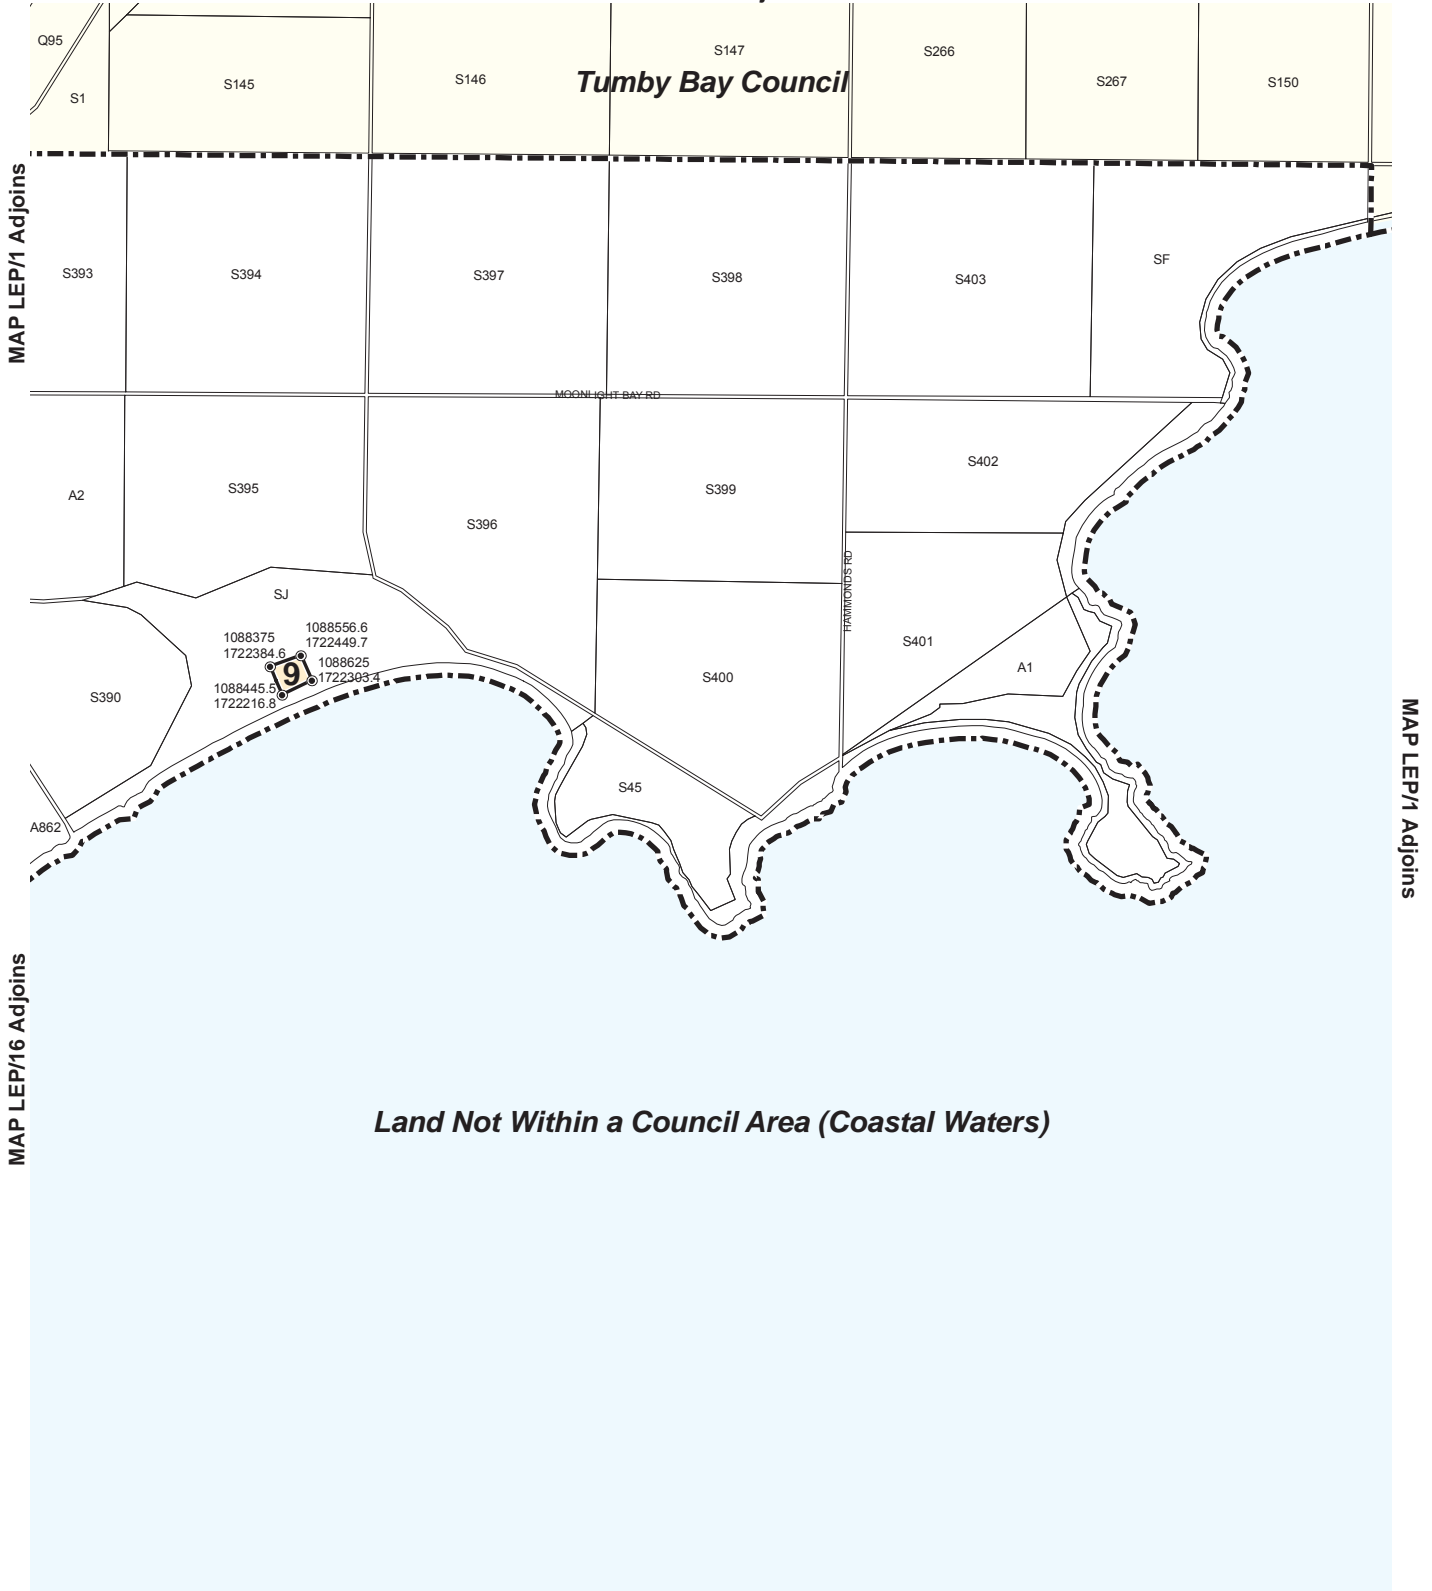 Q95
S1
S145
S146
S147
S266
S267
S150
Tumby Bay Council
MAP LEP/1 Adjoins
S393
S394
S397
S398
S403
SF
MOONLIGHT BAY RD
A2
S395
S396
S399
S402
HAMMONDS RD
SJ
1088375
1722384.6
1088556.6
1722449.7
9
1088625
1722303.4
1088445.5
1722216.8
S390
S400
S401
A1
S45
A862
MAP LEP/1 Adjoins
MAP LEP/16 Adjoins
Land Not Within a Council Area (Coastal Waters)